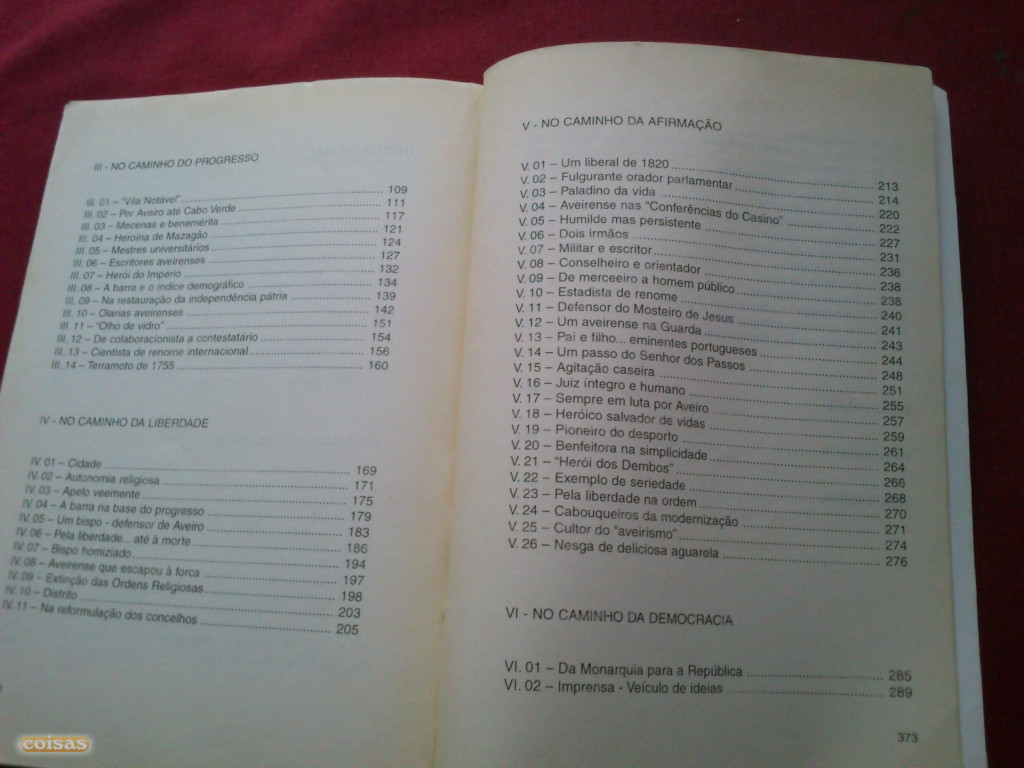 III - NO CAMINHO DO PROGRESSO
III. 01 – "Vila Notável" 109
III. 02 – Por Aveiro até Cabo Verde 111
III. 03 – Mecenas e benemérita 117
III. 04 – Heroína de Mazagão 121
III. 05 – Mestres universitários 124
III. 06 – Escritores aveirenses 127
III. 07 – Herói do Império 132
III. 08 – A barra e o índice demográfico 134
III. 09 – Na restauração da independência pátria 139
III. 10 – Olarias aveirenses 142
III. 11 – "Olho de vidro" 151
III. 12 – De colaboracionista a contestatário 154
III. 13 – Cientista de renome internacional 156
III. 14 – Terramoto de 1755 160
IV - NO CAMINHO DA LIBERDADE
IV. 01 – Cidade 169
IV. 02 – Autonomia religiosa 171
IV. 03 – Apelo veemente 175
IV. 04 – A barra na base do progresso 179
IV. 05 – Um bispo - defensor de Aveiro 183
IV. 06 – Pela liberdade... até à morte 186
IV. 07 – Bispo homiziado 194
IV. 08 – Aveirense que escapou à forca 197
IV. 09 – Extinção das Ordens Religiosas 198
IV. 10 – Distrito 203
IV. 11 – Na reformulação dos concelhos 205
V - NO CAMINHO DA AFIRMAÇÃO
V. 01 – Um liberal de 1820 213
V. 02 – Fulgurante orador parlamentar 214
V. 03 – Paladino da vida 220
V. 04 – Aveirense nas "Conferências do Casino" 222
V. 05 – Humilde mas persistente 227
V. 06 – Dois irmãos 231
V. 07 – Militar e escritor 236
V. 08 – Conselheiro e orientador 238
V. 09 – De merceeiro a homem público 238
V. 10 – Estadista de renome 240
V. 11 – Defensor do Mosteiro de Jesus 241
V. 12 – Um aveirense na Guarda 243
V. 13 – Pai e filho... eminentes portugueses 244
V. 14 – Um passo do Senhor dos Passos 248
V. 15 – Agitação caseira 251
V. 16 – Juiz íntegro e humano 255
V. 17 – Sempre em luta por Aveiro 257
V. 18 – Heróico salvador de vidas 259
V. 19 – Pioneiro do desporto 261
V. 20 – Benfeitora na simplicidade 264
V. 21 – "Herói dos Dembos" 266
V. 22 – Exemplo de seriedade 268
V. 23 – Pela liberdade na ordem 270
V. 24 – Cabouqueiros da modernização 271
V. 25 – Cultor do "aveirismo" 274
V. 26 – Nesga de deliciosa aguarela 276
VI - NO CAMINHO DA DEMOCRACIA
VI. 01 – Da Monarquia para a República 285
VI. 02 – Imprensa - Veículo de ideias 289
373
coisas